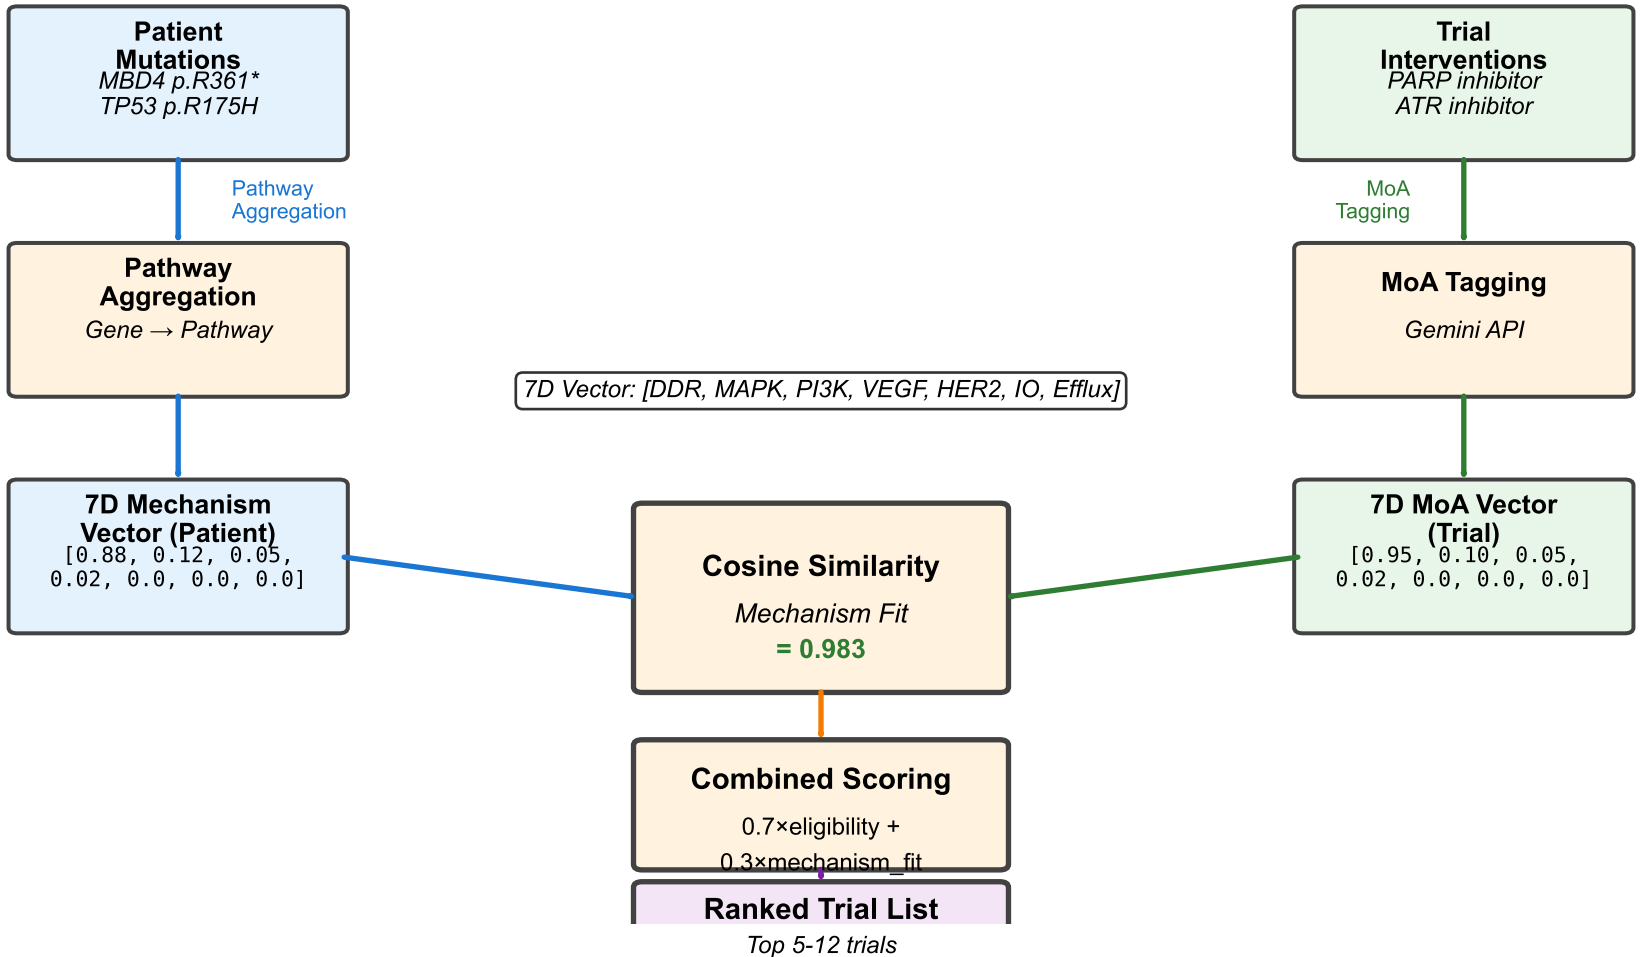 Patient
Mutations
MBD4 p.R361*
TP53 p.R175H
Trial
Interventions
PARP inhibitor
ATR inhibitor
Pathway
Aggregation
MoA
Tagging
Pathway
Aggregation
Gene → Pathway
MoA Tagging
Gemini API
7D Vector: [DDR, MAPK, PI3K, VEGF, HER2, IO, Efflux]
7D Mechanism
Vector (Patient)
[0.88, 0.12, 0.05,
0.02, 0.0, 0.0, 0.0]
Cosine Similarity
Mechanism Fit
= 0.983
7D MoA Vector
(Trial)
[0.95, 0.10, 0.05,
0.02, 0.0, 0.0, 0.0]
Combined Scoring
0.7×eligibility +
0.3×mechanism_fit
Ranked Trial List
Top 5-12 trials